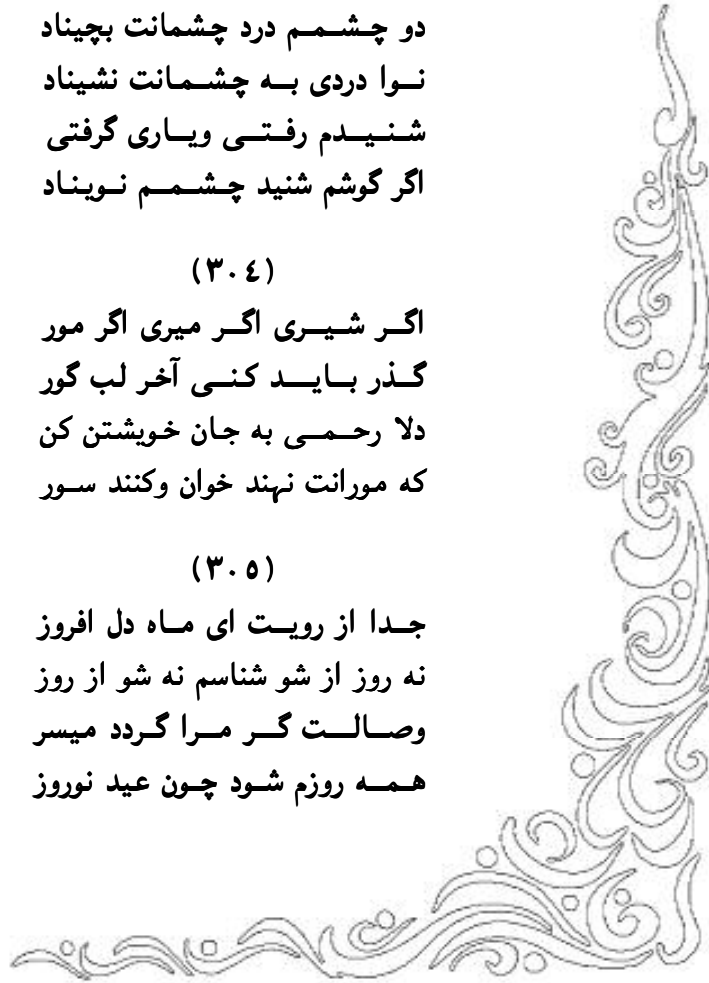 دو چشمم درد چشمانت بچیناد
نوا دردی به چشمانت نشیناد
شنیدم رفتی ویاری گرفتی
اگر گوشم شنید چشمم نویناد
(۳۰٤)
اگر شیری اگر میری اگر مور
گذر باید کنی آخر لب گور
دلا رحمی به جان خویشتن کن
که مورانت نهند خوان وکنند سور
(۳۰۵)
جدا از رویت ای ماه دل افروز
نه روز از شو شناسم نه شو از روز
وصالت گر مرا گردد میسر
همه روزم شود چون عید نوروز